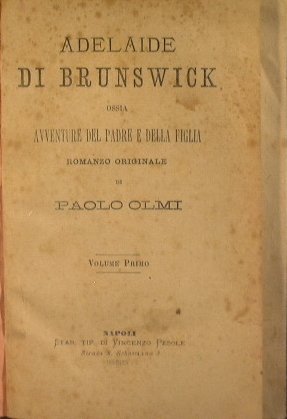 ADELAIDE
DI BRUNSWICK
OSSIA
AVVENTURE DEL PADRE E DELLA FIGLIA
ROMANZO ORIGINALE
DI
PAOLO OLMI
VOLUME PRIMO
NAPOLI
STAB. TIP. DI VINCENZO PESOLE